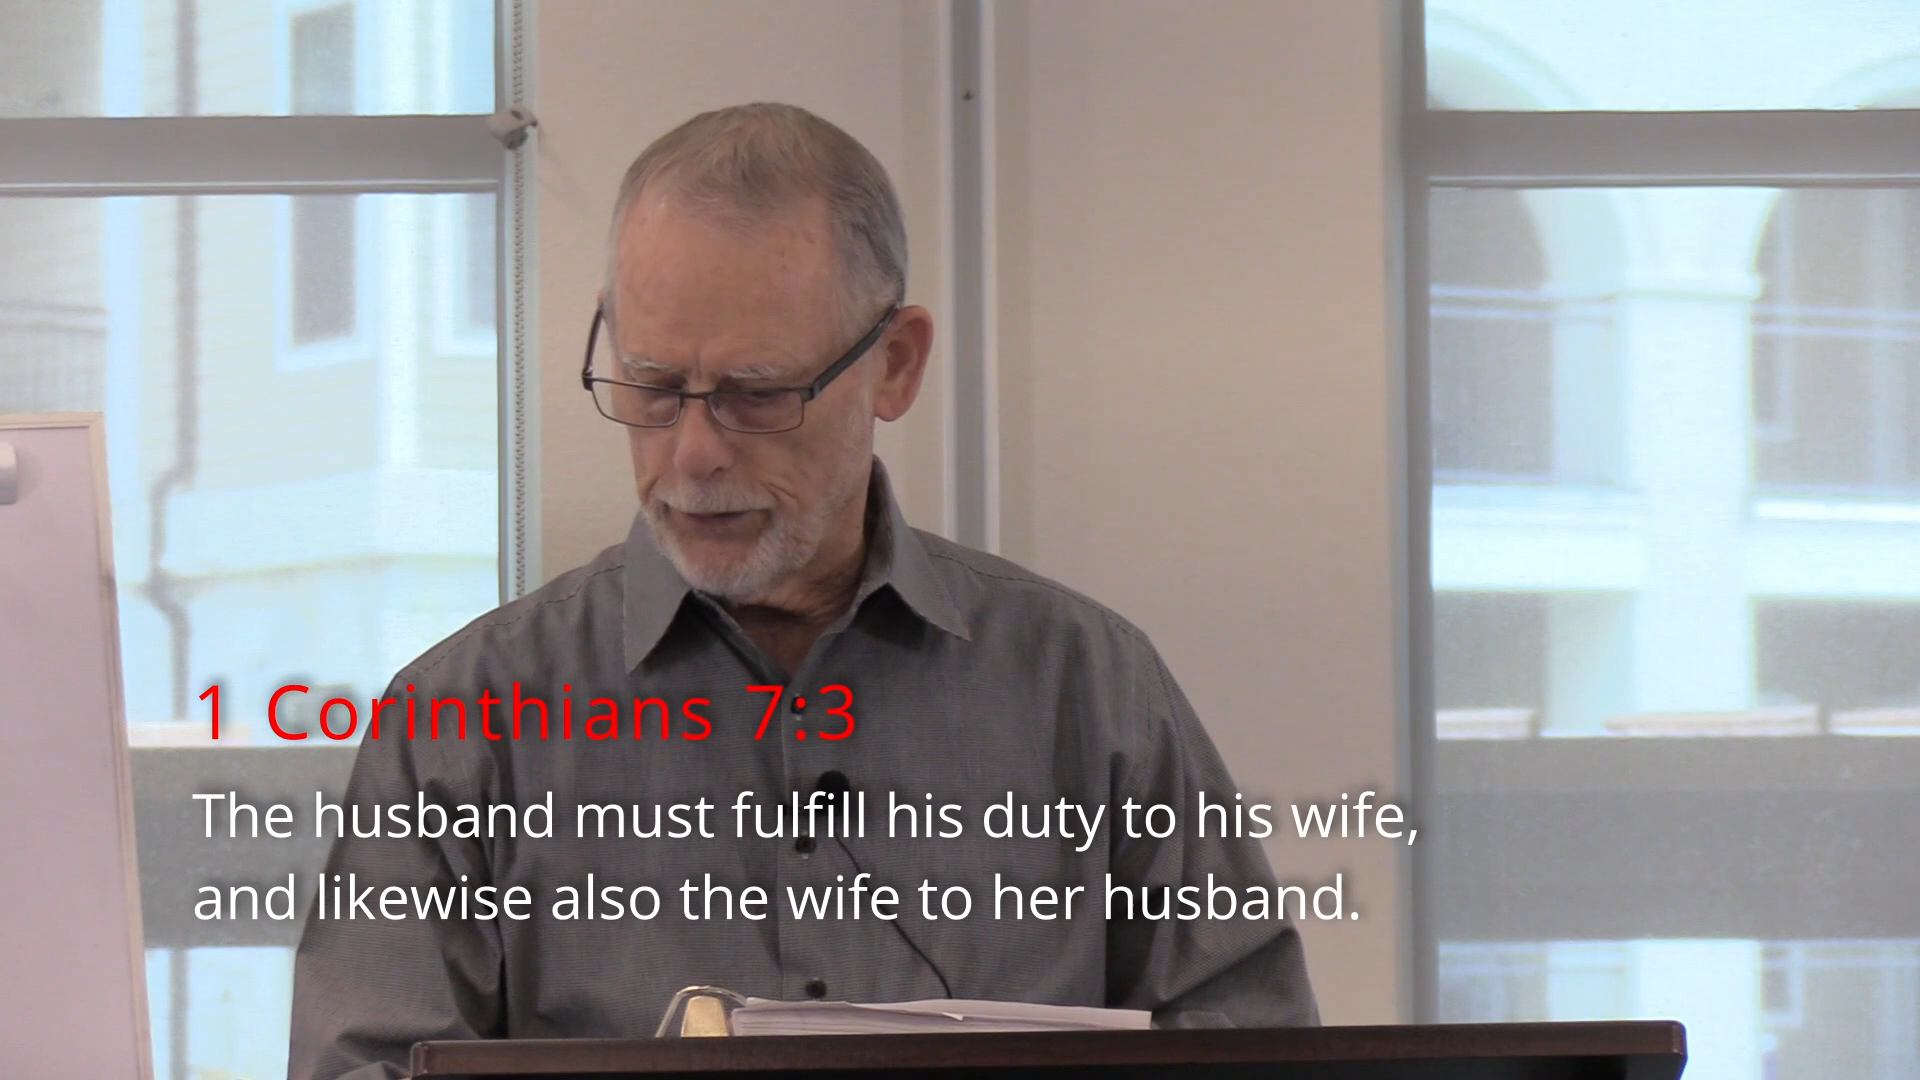 1 Corinthians 7:3
The husband must fulfill his duty to his wife,
and likewise also the wife to her husband.